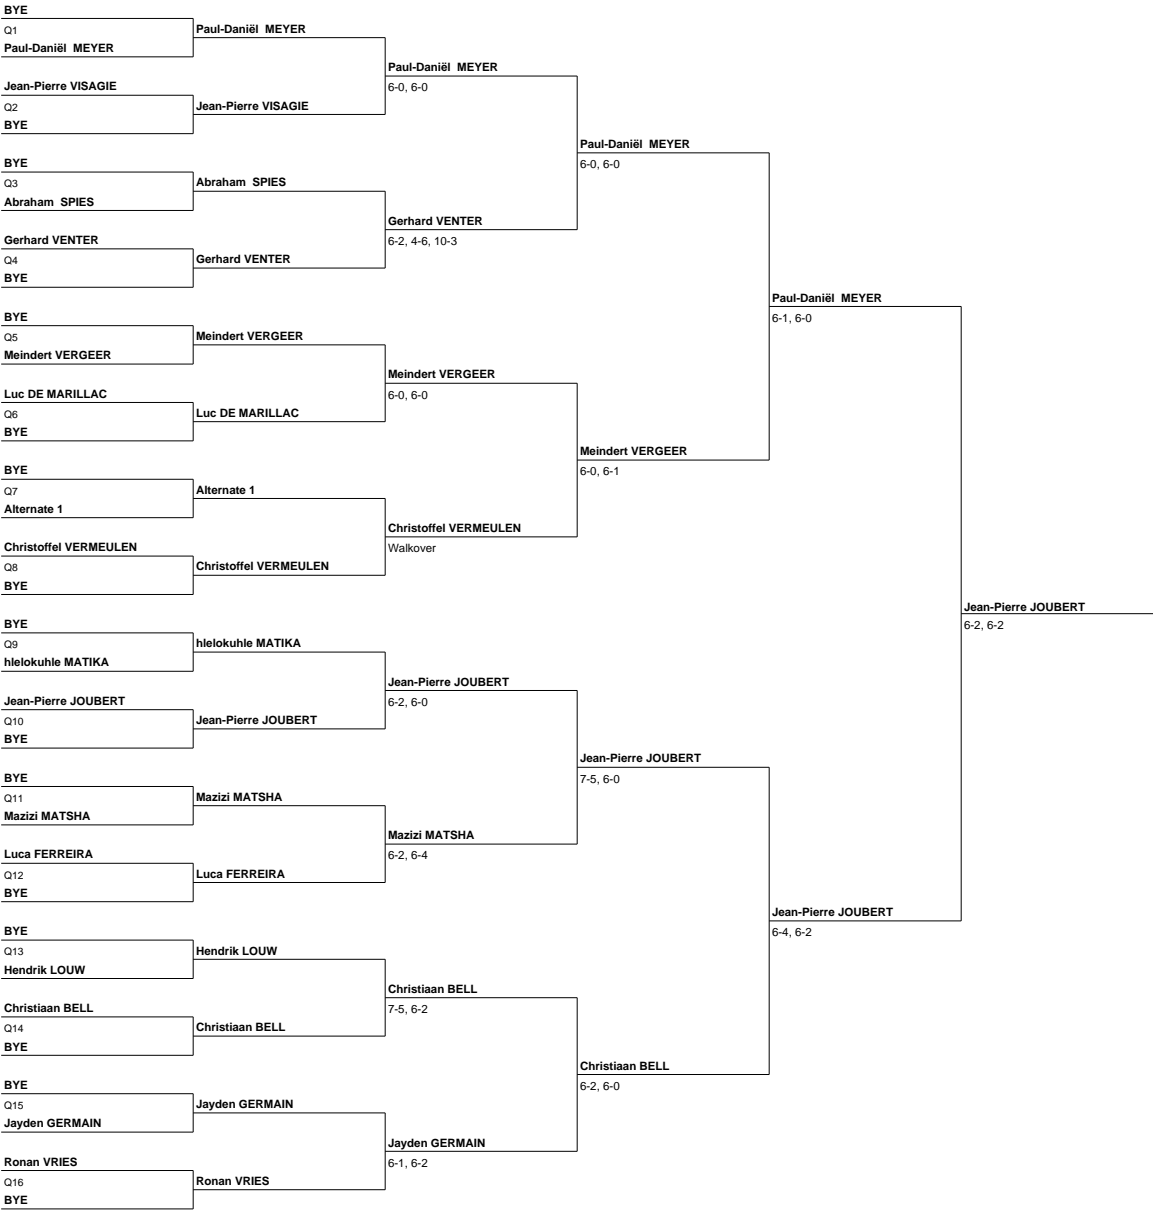 BYE
Q1
Paul-Daniël  MEYER
Jean-Pierre VISAGIE
Q2
BYE
BYE
Q3
Abraham  SPIES
Gerhard VENTER
Q4
BYE
BYE
Q5
Meindert VERGEER
Luc DE MARILLAC
Q6
BYE
BYE
Q7
Alternate 1
Christoffel VERMEULEN
Q8
BYE
BYE
Q9
hlelokuhle MATIKA
Jean-Pierre JOUBERT
Q10
BYE
BYE
Q11
Mazizi MATSHA
Luca FERREIRA
Q12
BYE
BYE
Q13
Hendrik LOUW
Christiaan BELL
Q14
BYE
BYE
Q15
Jayden GERMAIN
Ronan VRIES
Q16
BYE
Paul-Daniël  MEYER
Jean-Pierre VISAGIE
Abraham  SPIES
Gerhard VENTER
Meindert VERGEER
Luc DE MARILLAC
Alternate 1
Christoffel VERMEULEN
hlelokuhle MATIKA
Jean-Pierre JOUBERT
Mazizi MATSHA
Luca FERREIRA
Hendrik LOUW
Christiaan BELL
Jayden GERMAIN
Ronan VRIES
Paul-Daniël  MEYER
6-0, 6-0
Gerhard VENTER
6-2, 4-6, 10-3
Meindert VERGEER
6-0, 6-0
Christoffel VERMEULEN
Walkover
Jean-Pierre JOUBERT
6-2, 6-0
Mazizi MATSHA
6-2, 6-4
Christiaan BELL
7-5, 6-2
Jayden GERMAIN
6-1, 6-2
Paul-Daniël  MEYER
6-0, 6-0
Meindert VERGEER
6-0, 6-1
Jean-Pierre JOUBERT
7-5, 6-0
Christiaan BELL
6-2, 6-0
Paul-Daniël  MEYER
6-1, 6-0
Jean-Pierre JOUBERT
6-4, 6-2
Jean-Pierre JOUBERT
6-2, 6-2